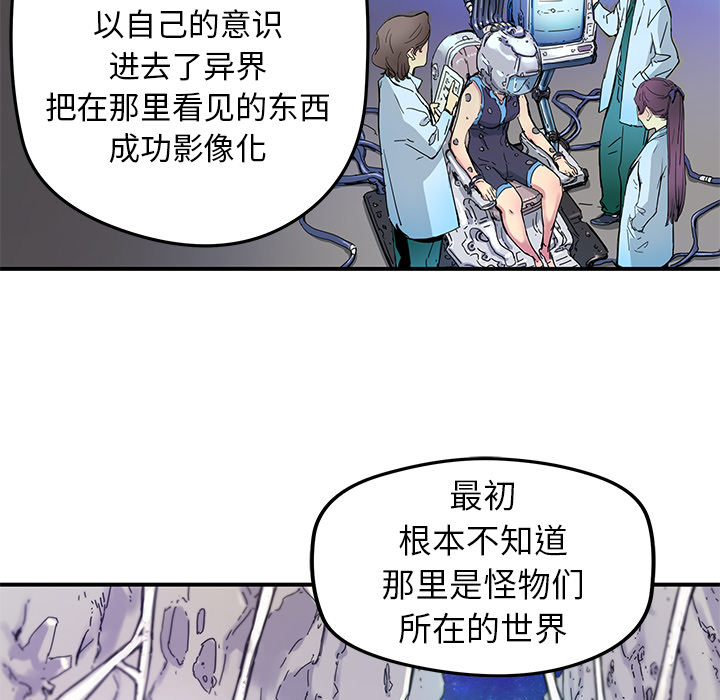 以自己的意识
进去了异界
把在那里看见的东西
成功影像化
最初
根本不知道
那里是怪物们
所在的世界